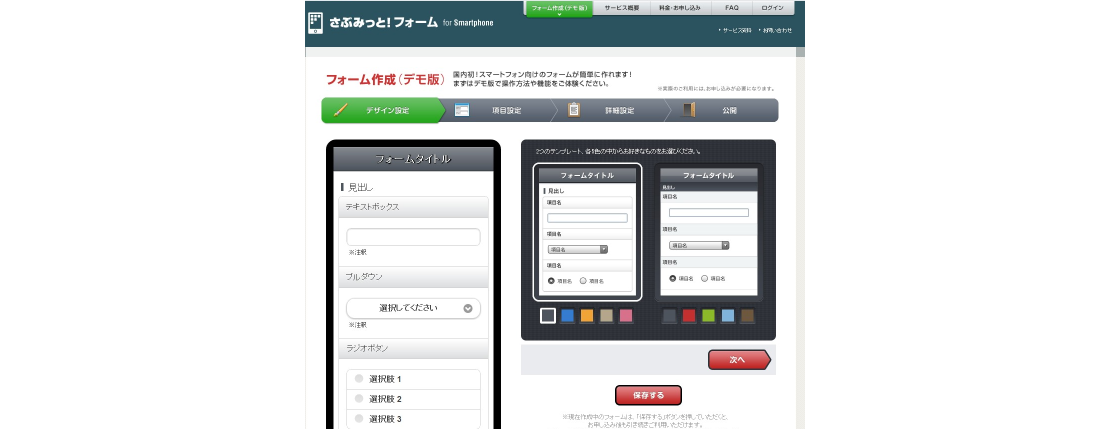 フォーム作成(デモ版)
サービス概要
料金・お申し込み
FAQ
ログイン
さぶみっと!フォーム for Smartphone
サービス規約
お問い合わせ
フォーム作成(デモ版)
国内初!スマートフォン向けのフォームが簡単に作れます!
まずはデモ版で操作方法や機能をご体験ください。
※実際のご利用には、お申し込みが必要になります。
デザイン設定
項目設定
詳細設定
公開
フォームタイトル
見出し
テキストボックス
※注釈
プルダウン
選択してください
※注釈
ラジオボタン
選択肢 1
選択肢 2
選択肢 3
2つのテンプレート、各5色の中からお好きなものをお選びください。
フォームタイトル
見出し
項目名
項目名
項目名
項目名
項目名 項目名
フォームタイトル
見出し
項目名
項目名
項目名
項目名
項目名 項目名
次へ
保存する
※現在作成中のフォームは、「保存する」ボタンを押していただくと、
お申し込み後も引き続きご利用いただけます。